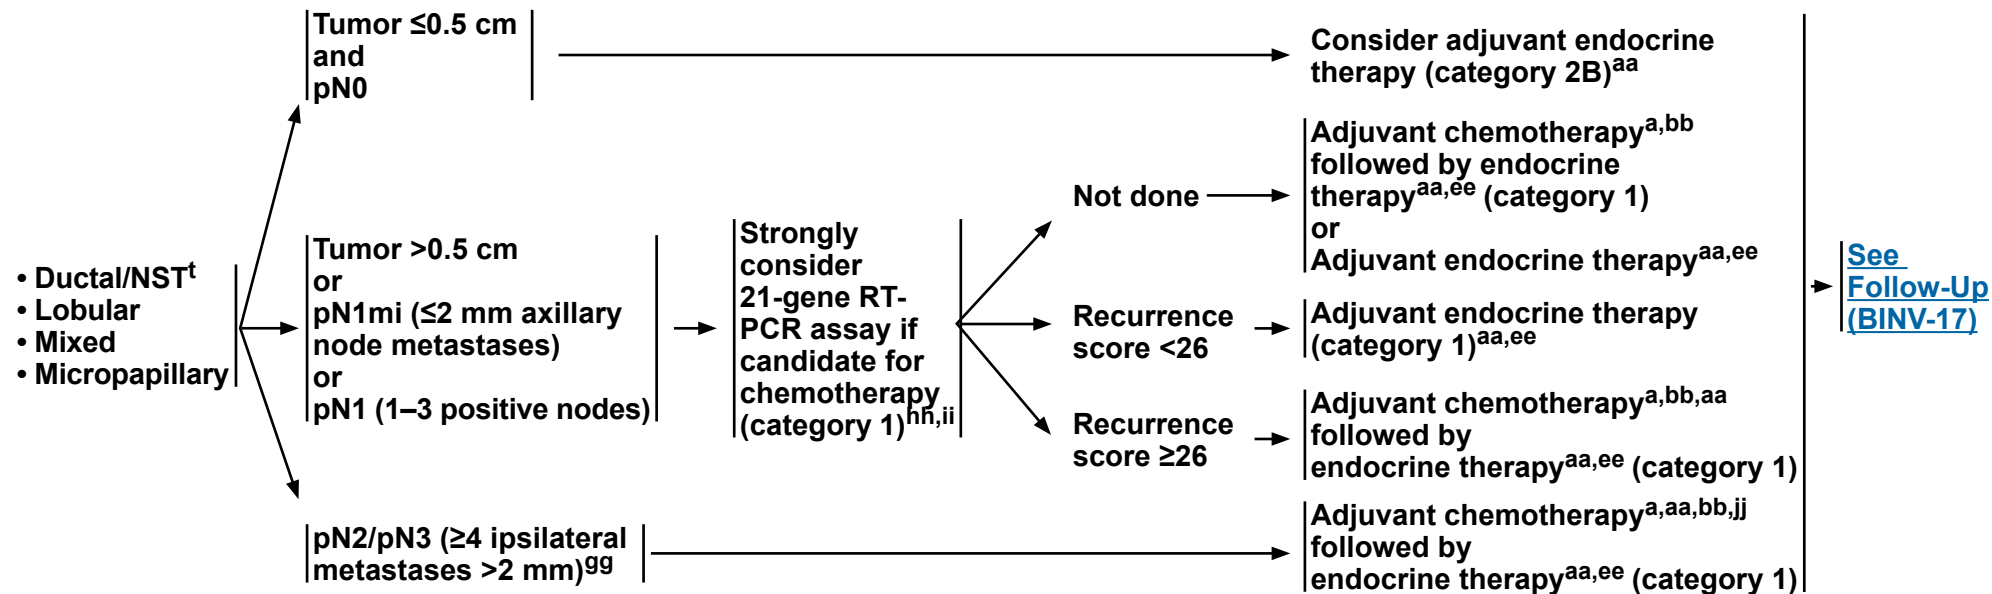 • Ductal/NSTt
• Lobular
• Mixed
• Micropapillary
Tumor ≤0.5 cm
and
pN0
Consider adjuvant endocrine
therapy (category 2B)aa
Tumor >0.5 cm
or
pN1mi (≤2 mm axillary
node metastases)
or
pN1 (1–3 positive nodes)
Strongly
consider
21-gene RT-
PCR assay if
candidate for
chemotherapy
(category 1)hh,ii
Not done
Adjuvant chemotherapya,bb
followed by endocrine
therapyaa,ee (category 1)
or
Adjuvant endocrine therapyaa,ee
Recurrence
score <26
Adjuvant endocrine therapy
(category 1)aa,ee
Recurrence
score ≥26
Adjuvant chemotherapya,bb,aa
followed by
endocrine therapyaa,ee (category 1)
pN2/pN3 (≥4 ipsilateral
metastases >2 mm)gg
Adjuvant chemotherapya,aa,bb,jj
followed by
endocrine therapyaa,ee (category 1)
See
Follow-Up
(BINV-17)